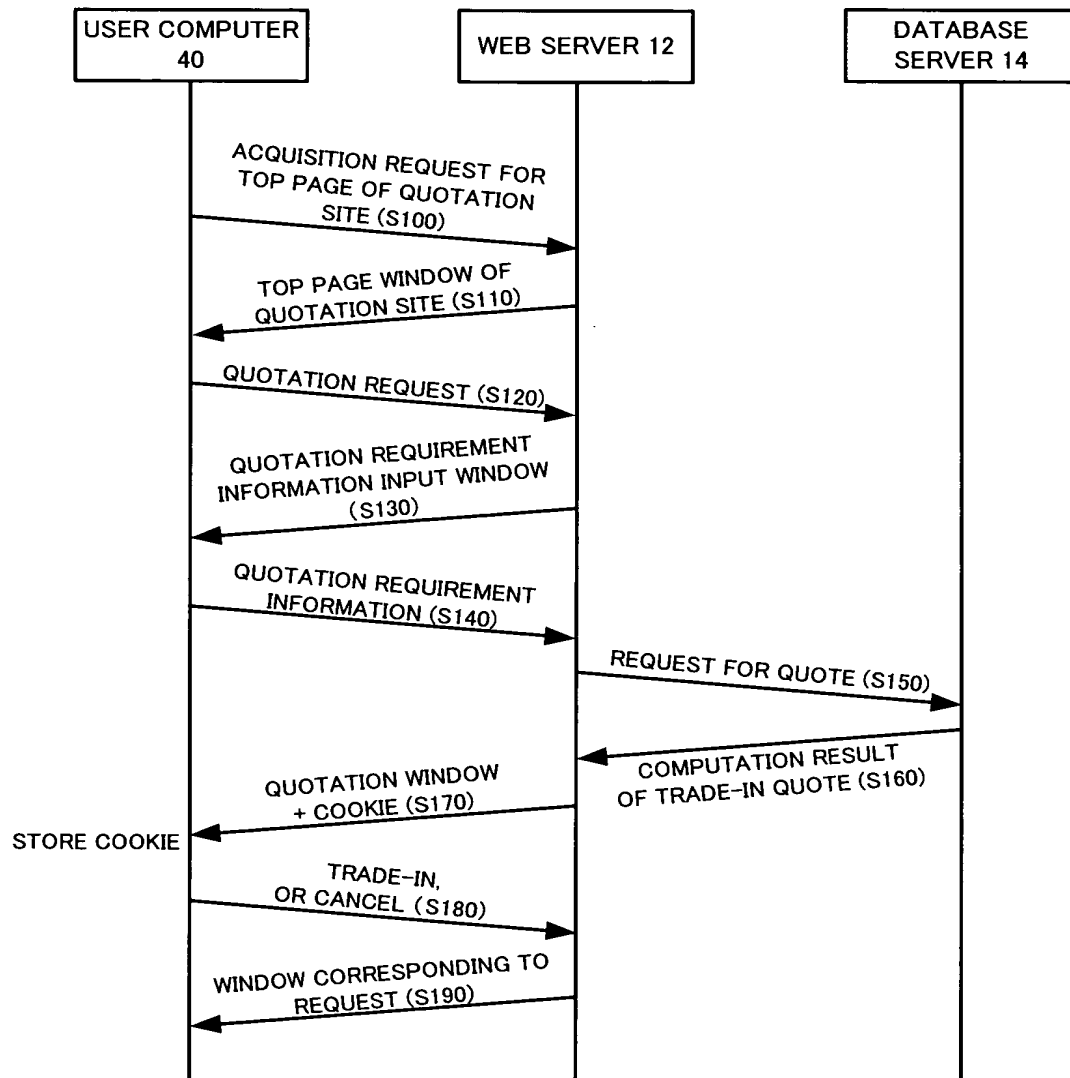 USER COMPUTER
40
WEB SERVER 12
DATABASE
SERVER 14
ACQUISITION REQUEST FOR
TOP PAGE OF QUOTATION
SITE (S100)
TOP PAGE WINDOW OF
QUOTATION SITE (S110)
QUOTATION REQUEST (S120)
QUOTATION REQUIREMENT
INFORMATION INPUT WINDOW
(S130)
QUOTATION REQUIREMENT
INFORMATION (S140)
REQUEST FOR QUOTE (S150)
COMPUTATION RESULT
OF TRADE-IN QUOTE (S160)
QUOTATION WINDOW
+ COOKIE (S170)
STORE COOKIE
TRADE-IN,
OR CANCEL (S180)
WINDOW CORRESPONDING TO
REQUEST (S190)